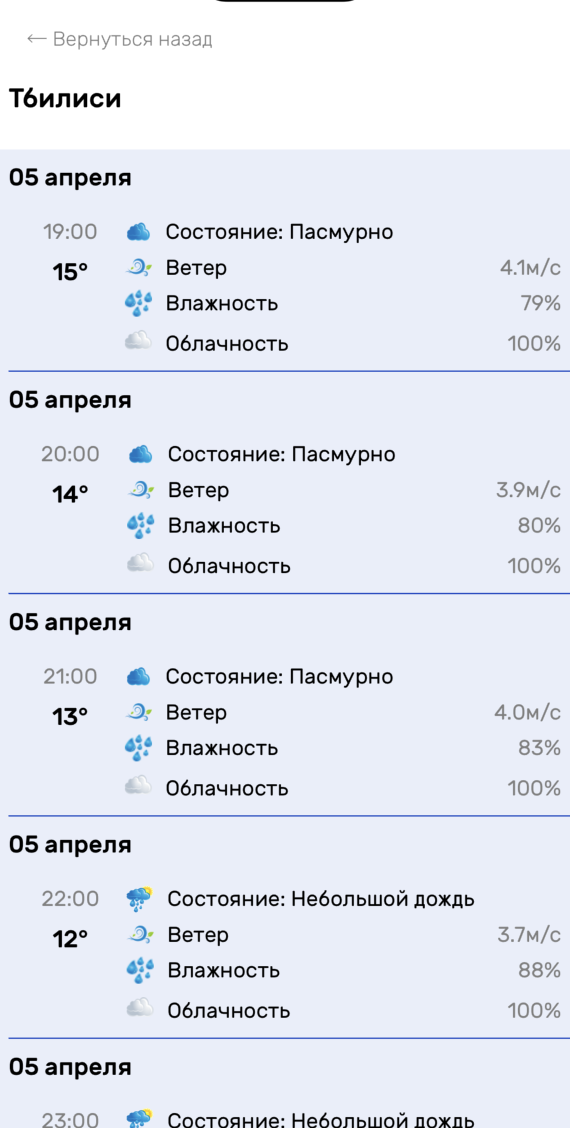 ← Вернуться назад
Тбилиси
05 апреля
19:00 Состояние: Пасмурно
15° Ветер 4.1м/с
Влажность 79%
Облачность 100%
05 апреля
20:00 Состояние: Пасмурно
14° Ветер 3.9м/с
Влажность 80%
Облачность 100%
05 апреля
21:00 Состояние: Пасмурно
13° Ветер 4.0м/с
Влажность 83%
Облачность 100%
05 апреля
22:00 Состояние: Небольшой дождь
12° Ветер 3.7м/с
Влажность 88%
Облачность 100%
05 апреля
23:00 Состояние: Небольшой дождь